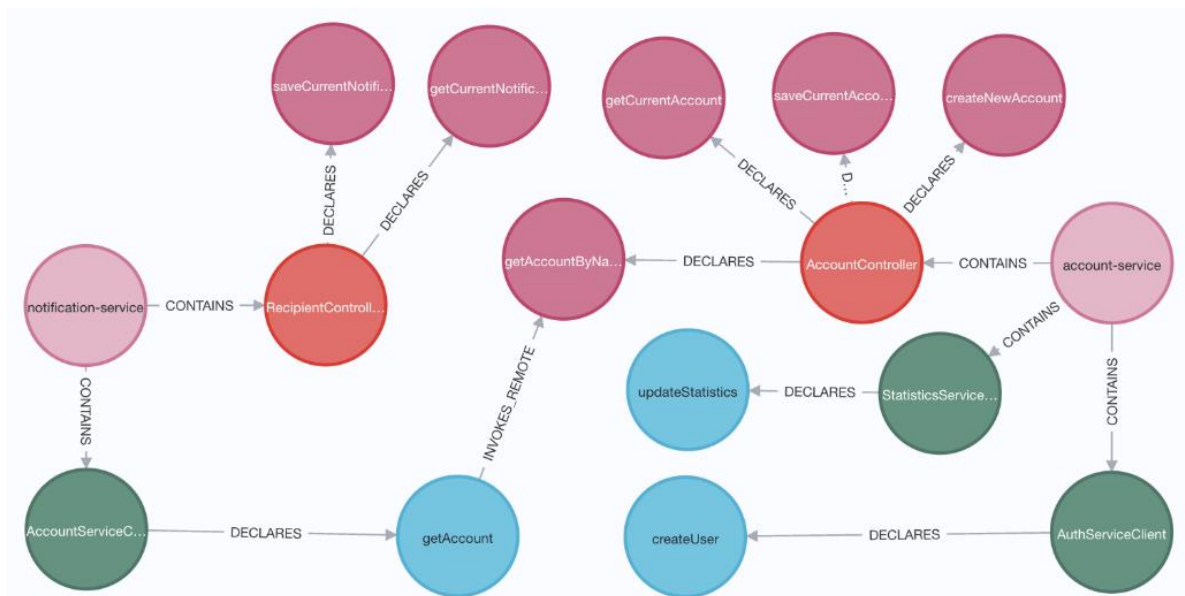 saveCurrentNotifi...
getCurrentNotific...
getCurrentAccount
saveCurrentAcco...
createNewAccount
DECLARES
DECLARES
DECLARES
D...
DECLARES
notification-service
CONTAINS
RecipientControll...
getAccountByNa...
DECLARES
AccountController
CONTAINS
account-service
CONTAINS
INVOKES_REMOTE
updateStatistics
DECLARES
StatisticsService...
CONTAINS
CONTAINS
AccountServiceC...
DECLARES
getAccount
createUser
DECLARES
AuthServiceClient